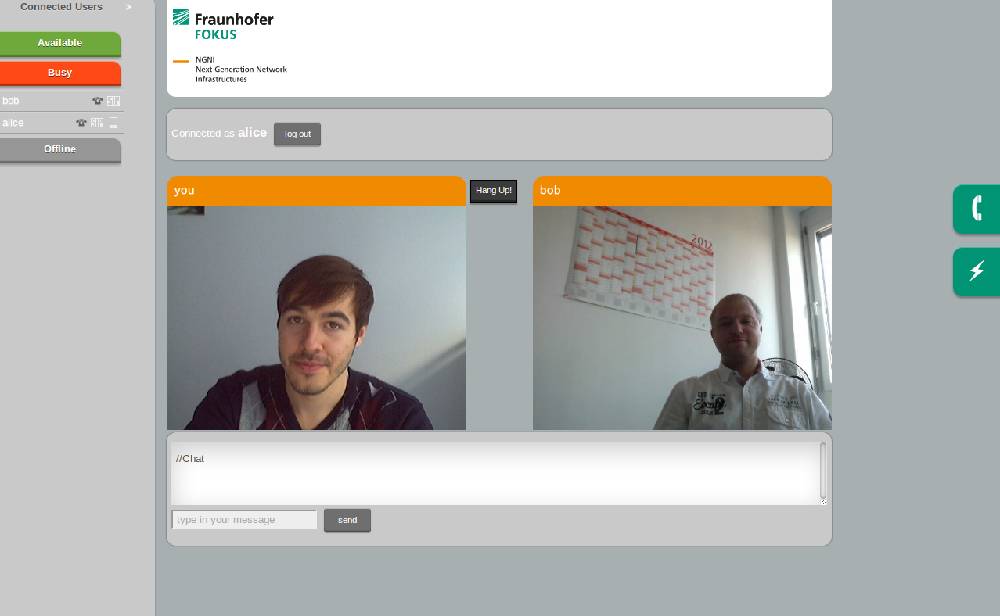 Connected Users >
Available
Busy
bob
SIP
alice
SIP
Offline
Fraunhofer
FOKUS
NGNI
Next Generation Network
Infrastructures
Connected as alice
log out
you
Hang Up!
bob
2012
//Chat
type in your message
send